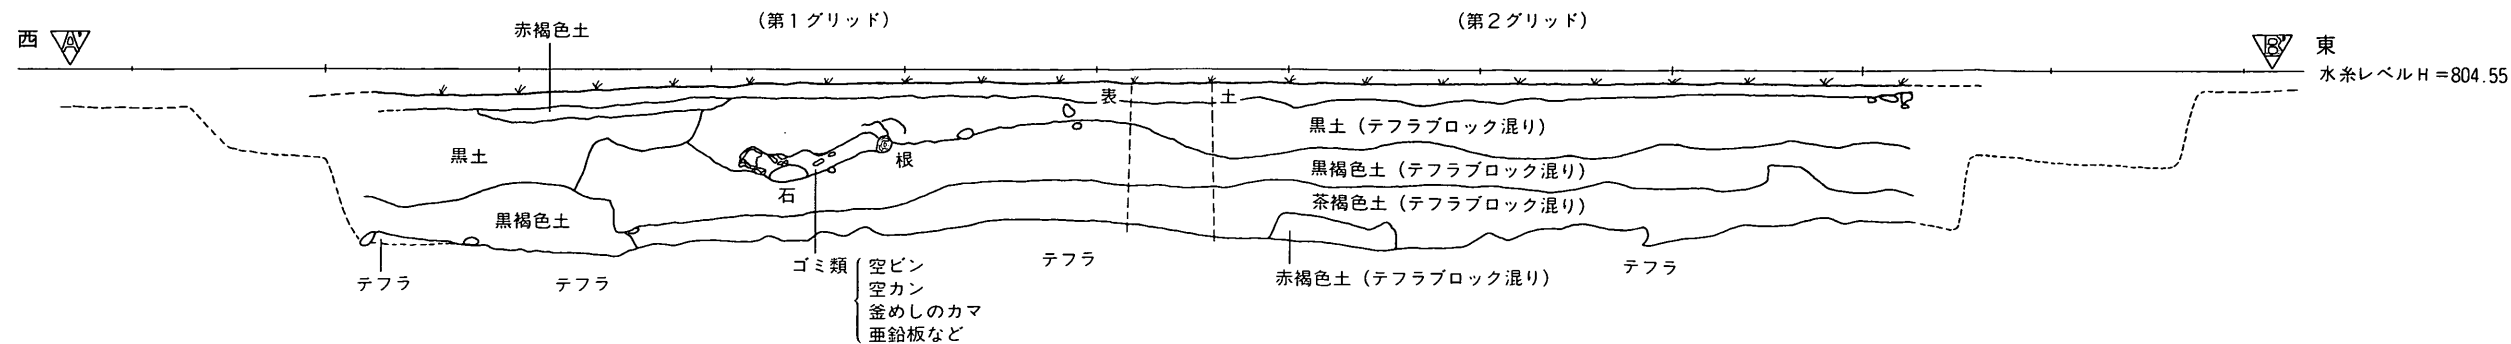 (第1グリッド)
(第2グリッド)
赤褐色土
西 A'
B' 東
水糸レベルH=804.55
表 土
黒土(テフラブロック混り)
黒土
根
黒褐色土(テフラブロック混り)
石
茶褐色土(テフラブロック混り)
黒褐色土
テフラ
ゴミ類
空ビン
空カン
釜めしのカマ
亜鉛板など
テフラ
テフラ
赤褐色土(テフラブロック混り)
テフラ